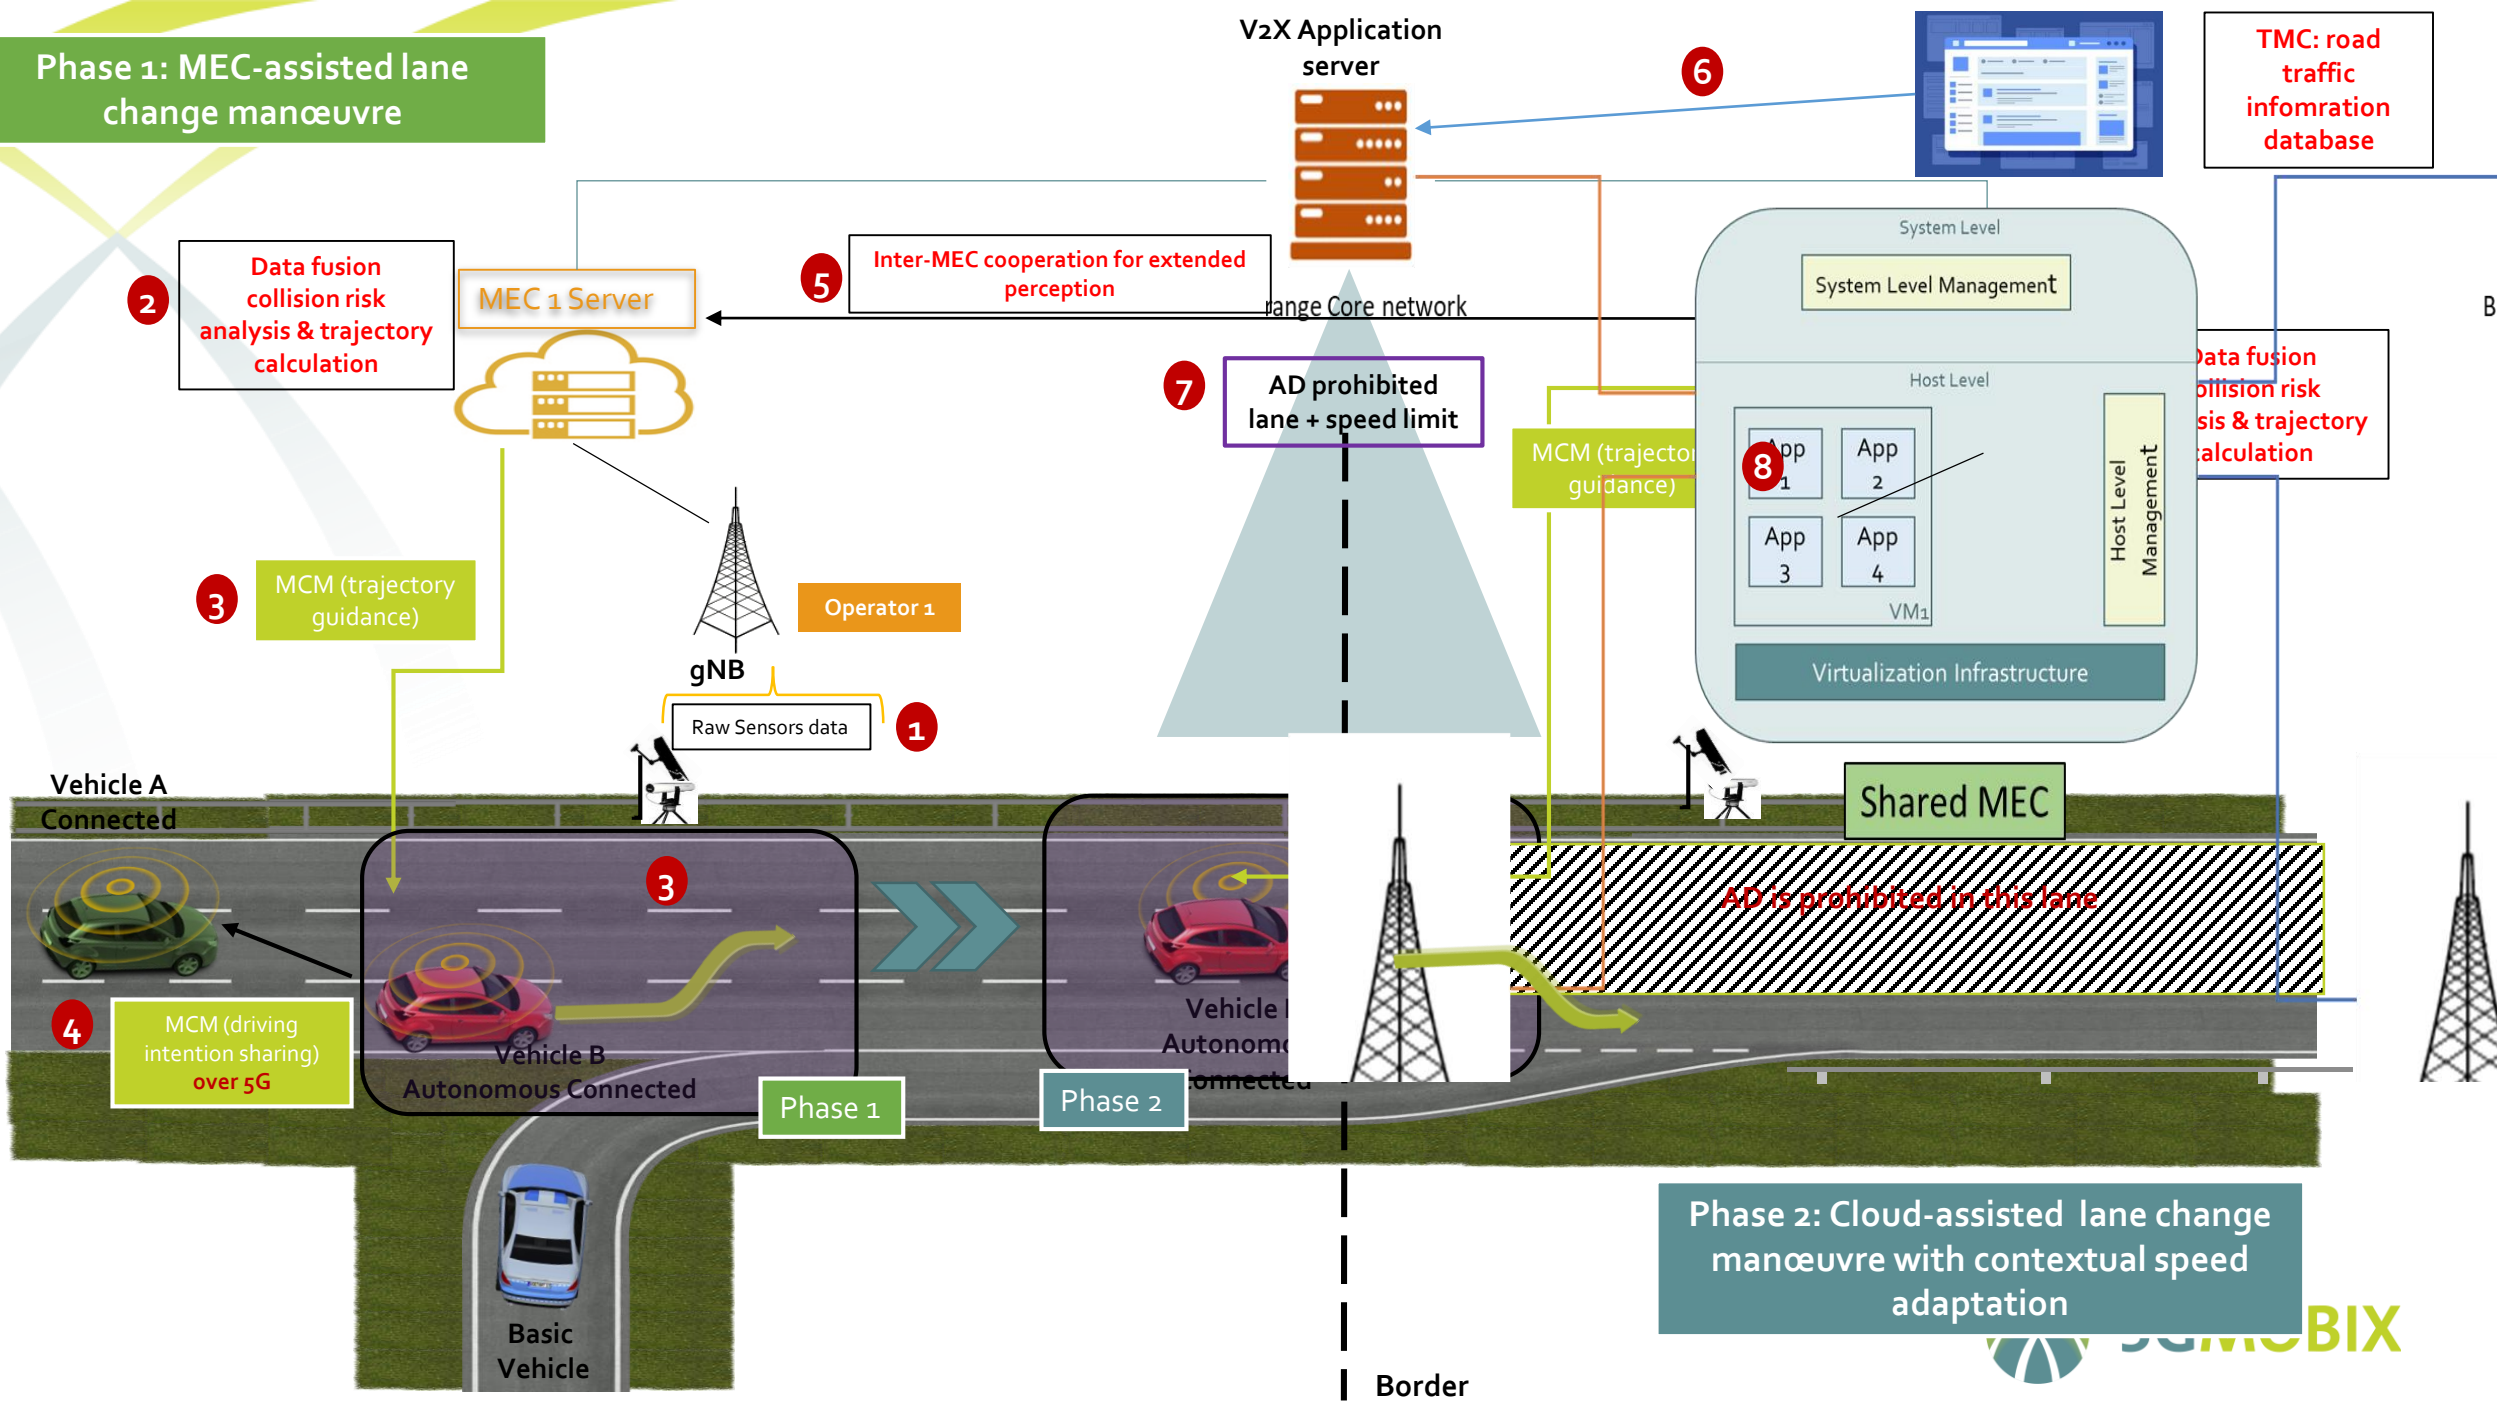 Phase 1: MEC-assisted lane
change manœuvre
V2X Application
server
6
TMC: road
traffic
infomration
database
2
Data fusion
collision risk
analysis & trajectory
calculation
MEC 1 Server
5
Inter-MEC cooperation for extended
perception
range Core network
7
AD prohibited
lane + speed limit
System Level
System Level Management
Host Level
8
App
1
App
2
App
3
App
4
VM1
Host Level
Management
Virtualization Infrastructure
Data fusion
collision risk
sis & trajectory
calculation
B
MCM (trajector
guidance)
3
MCM (trajectory
guidance)
Operator 1
gNB
Raw Sensors data
1
Vehicle A
Connected
Shared MEC
3
AD is prohibited in this lane
4
MCM (driving
intention sharing)
over 5G
Vehicle B
Autonomous Connected
Vehicle
Autonomo
Connected
Phase 1
Phase 2
Phase 2: Cloud-assisted lane change
manœuvre with contextual speed
adaptation
Basic
Vehicle
Border
5GMOBIX